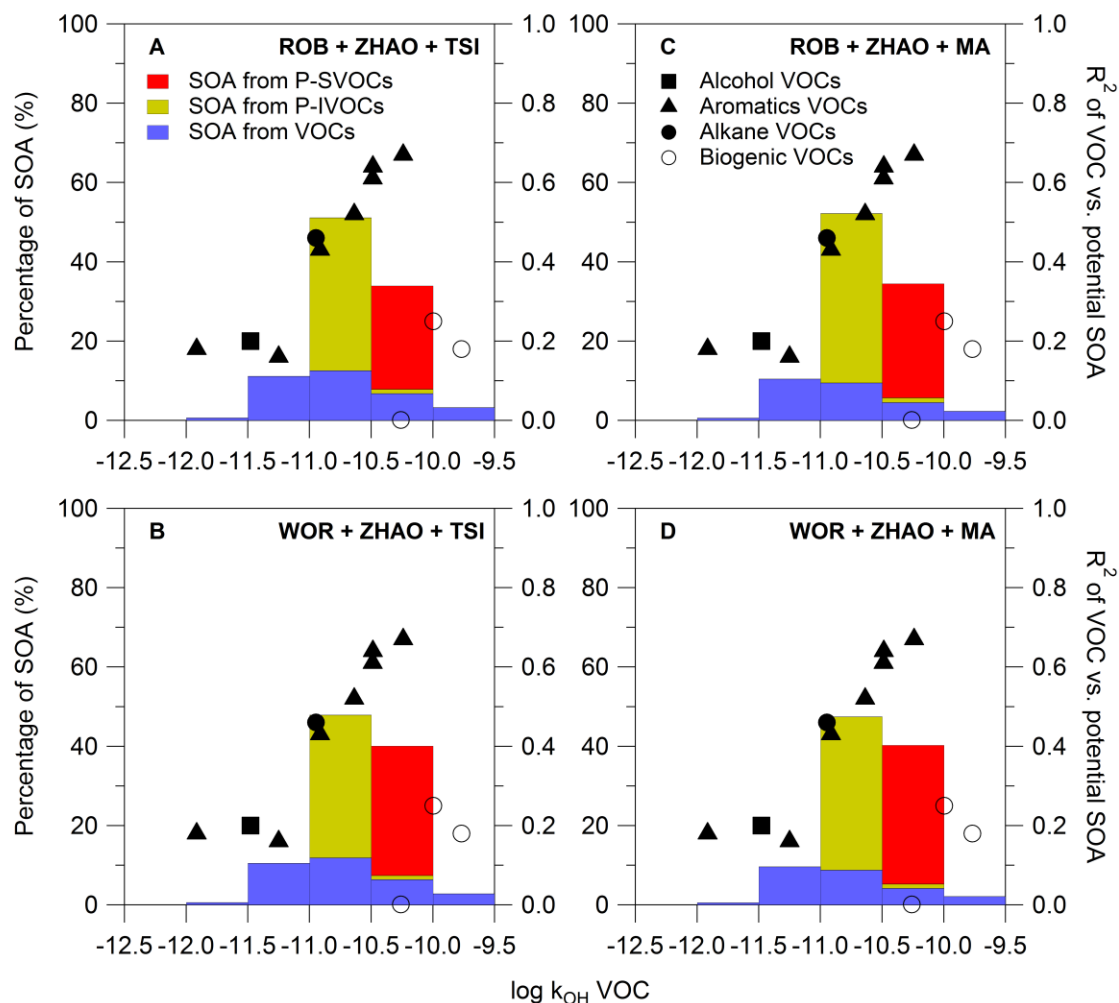 A ROB + ZHAO + TSI
SOA from P-SVOCs
SOA from P-IVOCs
SOA from VOCs
Percentage of SOA (%)
100
80
60
40
20
0
1.0
0.8
0.6
0.4
0.2
0.0
-12.5 -12.0 -11.5 -11.0 -10.5 -10.0 -9.5
C ROB + ZHAO + MA
Alcohol VOCs
Aromatics VOCs
Alkane VOCs
Biogenic VOCs
100
80
60
40
20
0
1.0
0.8
0.6
0.4
0.2
0.0
R² of VOC vs. potential SOA
-12.5 -12.0 -11.5 -11.0 -10.5 -10.0 -9.5
B WOR + ZHAO + TSI
Percentage of SOA (%)
100
80
60
40
20
0
1.0
0.8
0.6
0.4
0.2
0.0
-12.5 -12.0 -11.5 -11.0 -10.5 -10.0 -9.5
D WOR + ZHAO + MA
100
80
60
40
20
0
1.0
0.8
0.6
0.4
0.2
0.0
R² of VOC vs. potential SOA
-12.5 -12.0 -11.5 -11.0 -10.5 -10.0 -9.5
log k_OH VOC